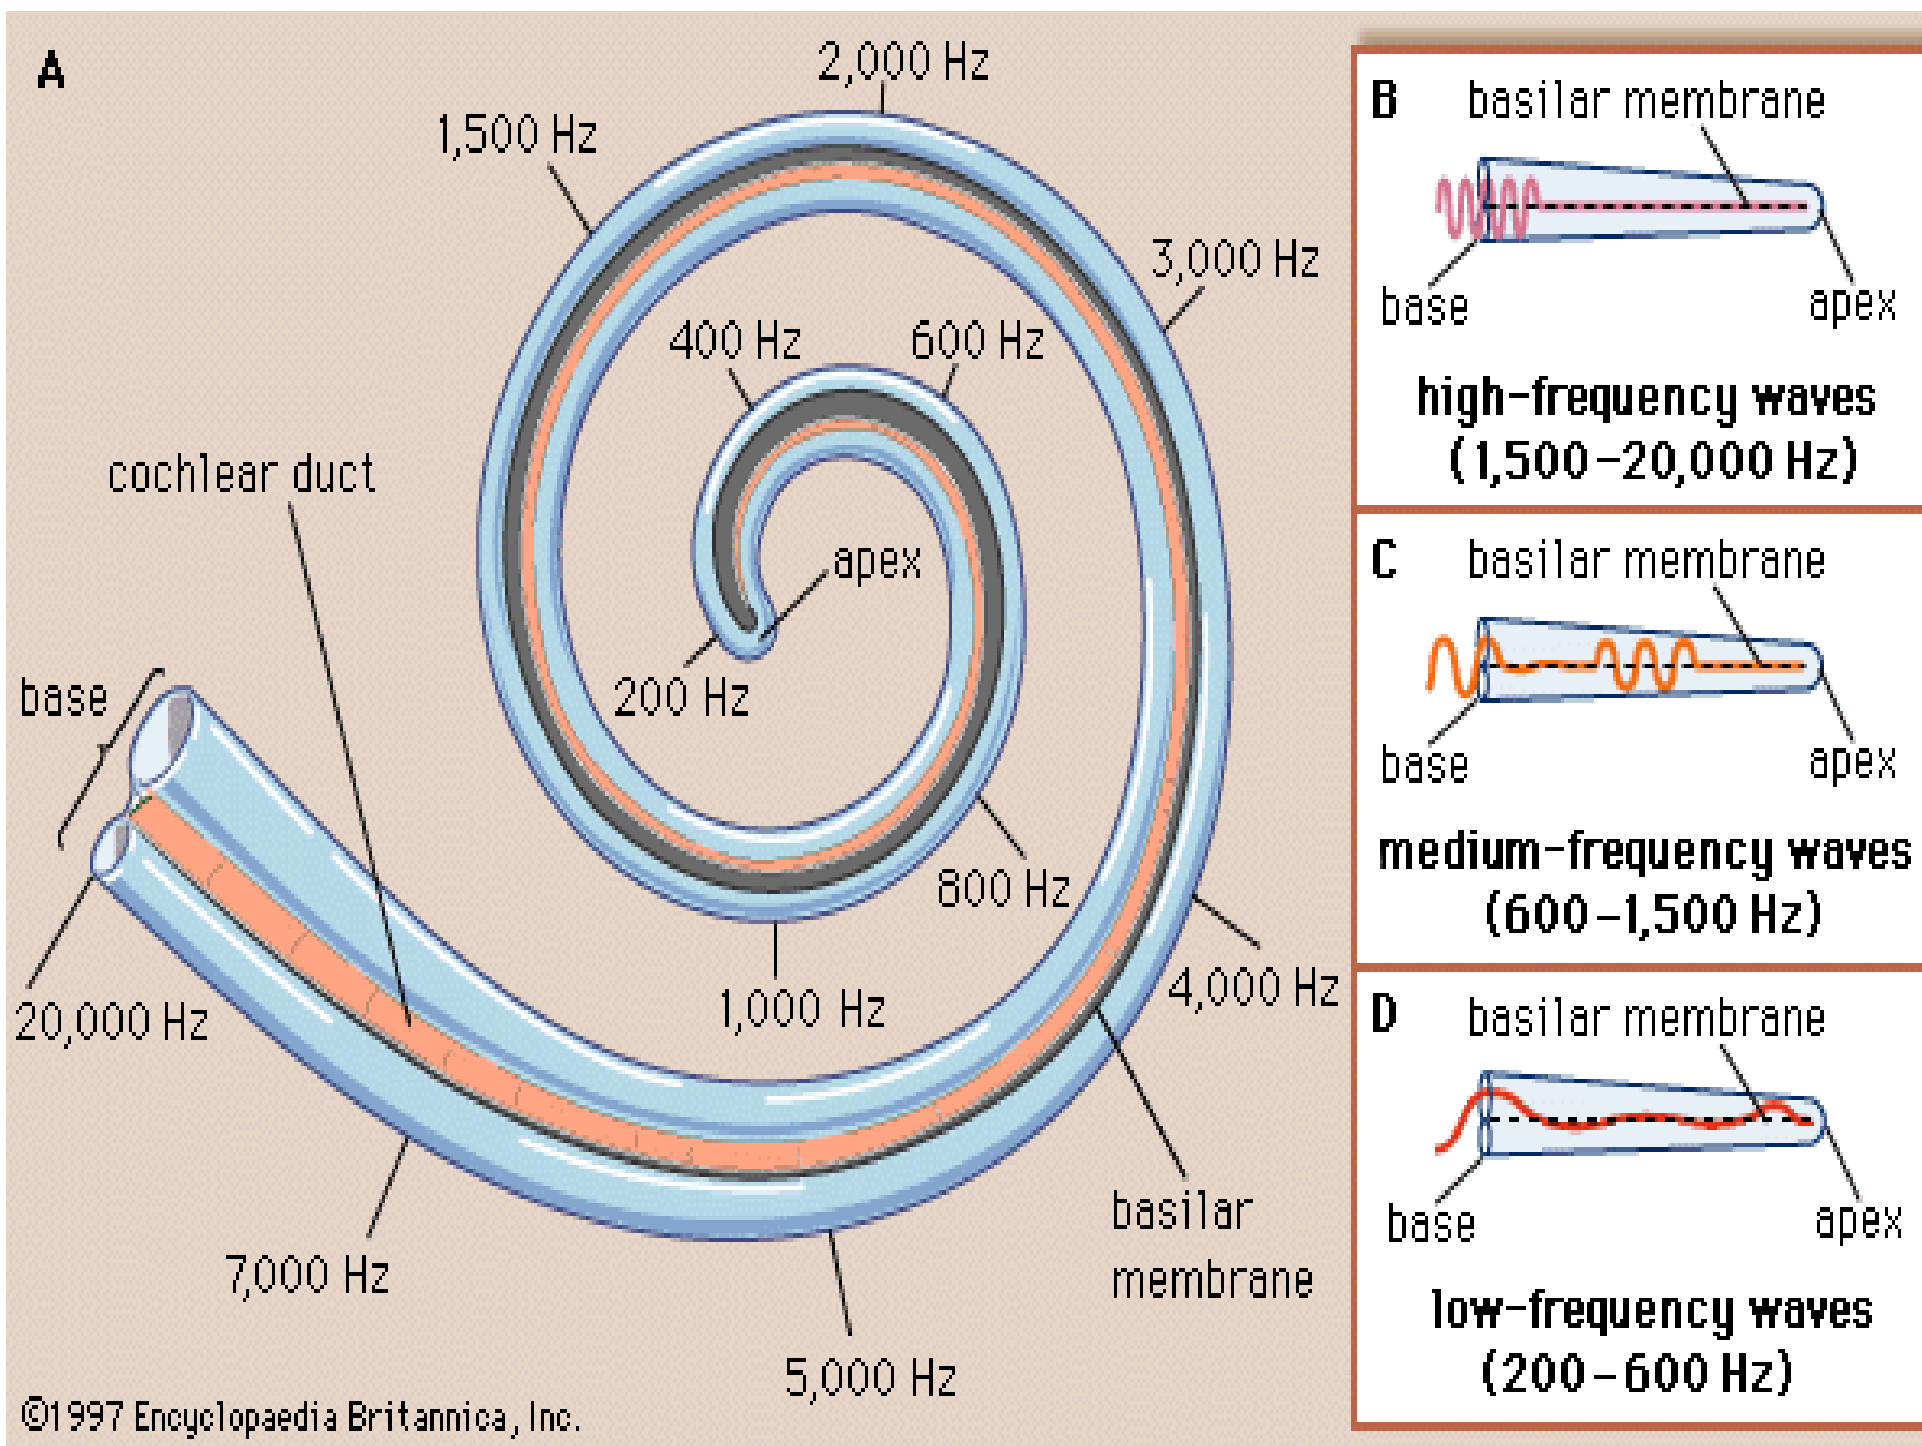 A
2,000 Hz
1,500 Hz
3,000 Hz
400 Hz
600 Hz
cochlear duct
apex
base
200 Hz
800 Hz
1,000 Hz
4,000 Hz
20,000 Hz
basilar
membrane
7,000 Hz
5,000 Hz
©1997 Encyclopaedia Britannica, Inc.
B
basilar membrane
base
apex
high-frequency waves
(1,500-20,000 Hz)
C
basilar membrane
base
apex
medium-frequency waves
(600-1,500 Hz)
D
basilar membrane
base
apex
low-frequency waves
(200-600 Hz)